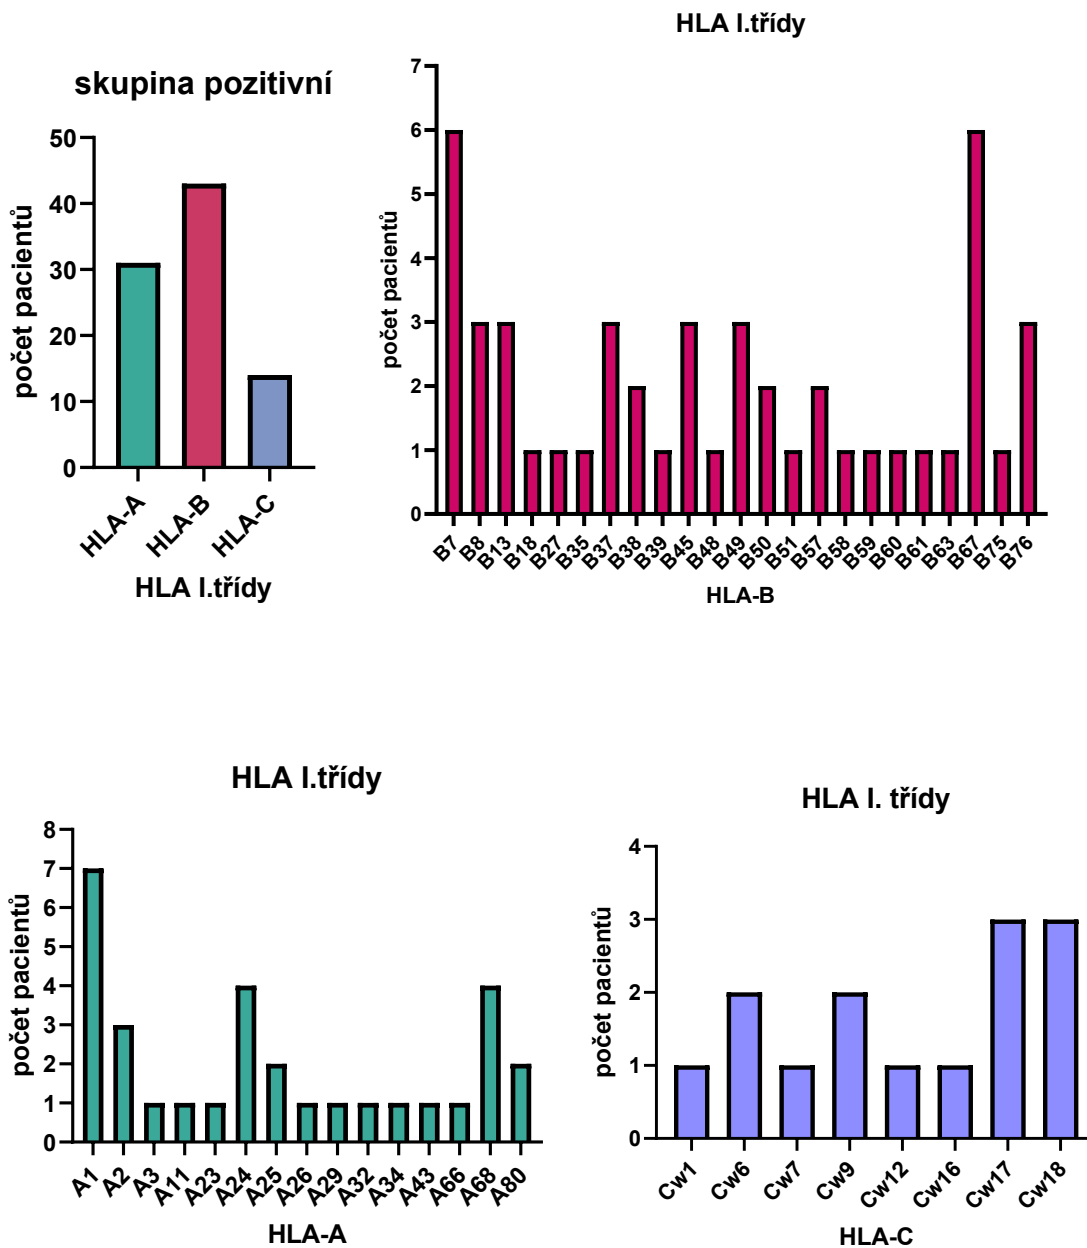 skupina pozitivní
počet pacientů
50
40
30
20
10
0
HLA-A
HLA-B
HLA-C
HLA I.třídy
HLA I.třídy
počet pacientů
7
6
5
4
3
2
1
0
B7
B8
B13
B18
B27
B35
B37
B38
B39
B45
B48
B49
B50
B51
B57
B58
B59
B60
B61
B63
B67
B75
B76
HLA-B
HLA I.třídy
počet pacientů
8
7
6
5
4
3
2
1
0
A1
A2
A3
A11
A23
A24
A25
A26
A29
A32
A34
A43
A66
A68
A80
HLA-A
HLA I. třídy
počet pacientů
4
3
2
1
0
Cw1
Cw6
Cw7
Cw9
Cw12
Cw16
Cw17
Cw18
HLA-C